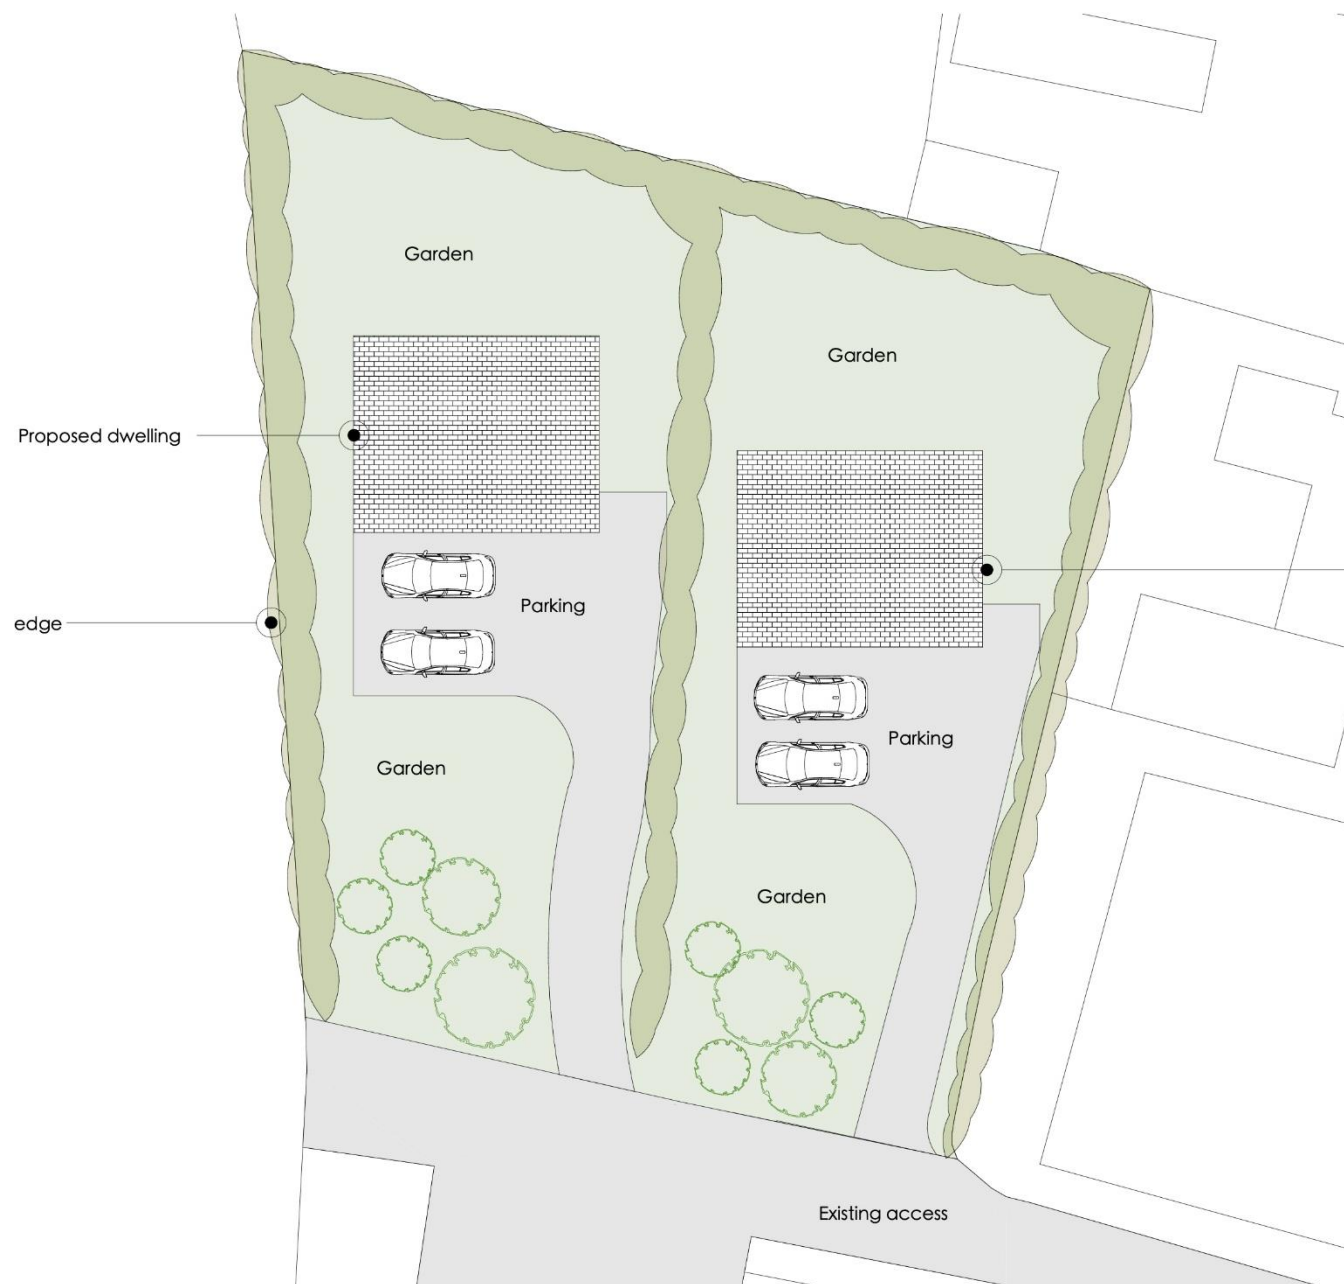 Garden
Garden
Proposed dwelling
Parking
edge
Parking
Garden
Garden
Existing access